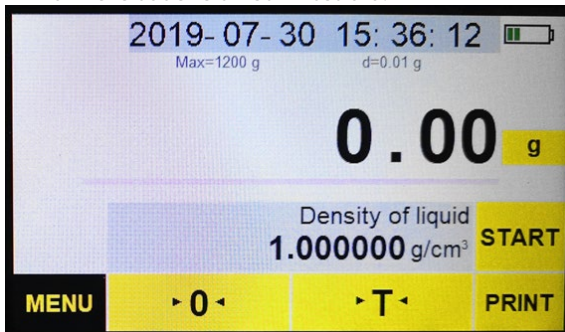 2019-07-30 15:36:12
Max=1200 g d=0.01 g
0.00 g
Density of liquid
1.000000 g/cm³
START
MENU ▸0◂ ▸T◂ PRINT